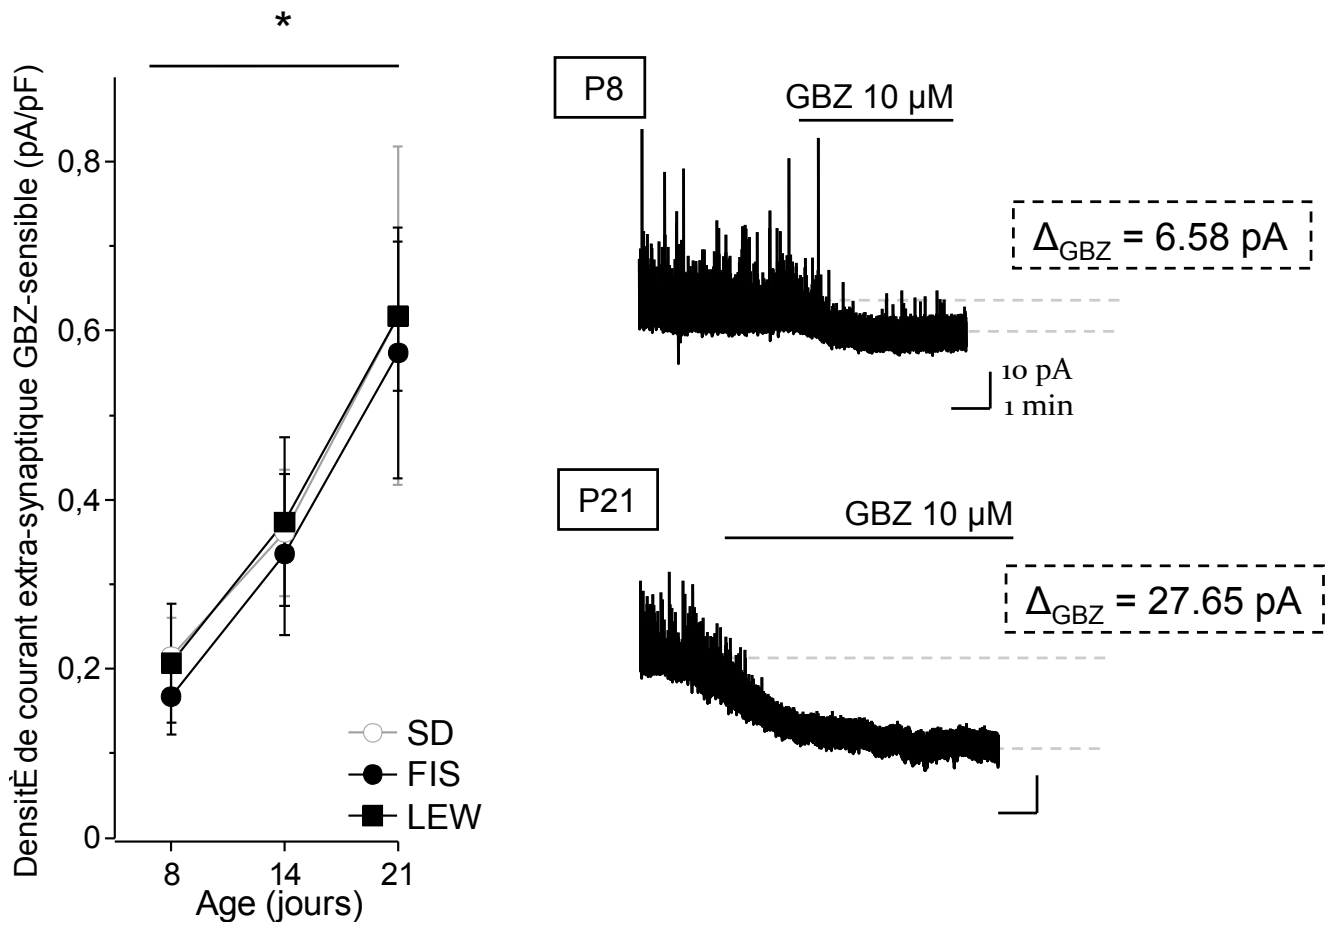 *
DensitÈ de courant extra-synaptique GBZ-sensible (pA/pF)
0,8
0,6
0,4
0,2
0
8
14
21
Age (jours)
SD
FIS
LEW
P8
GBZ 10 µM
ΔGBZ = 6.58 pA
10 pA
1 min
P21
GBZ 10 µM
ΔGBZ = 27.65 pA